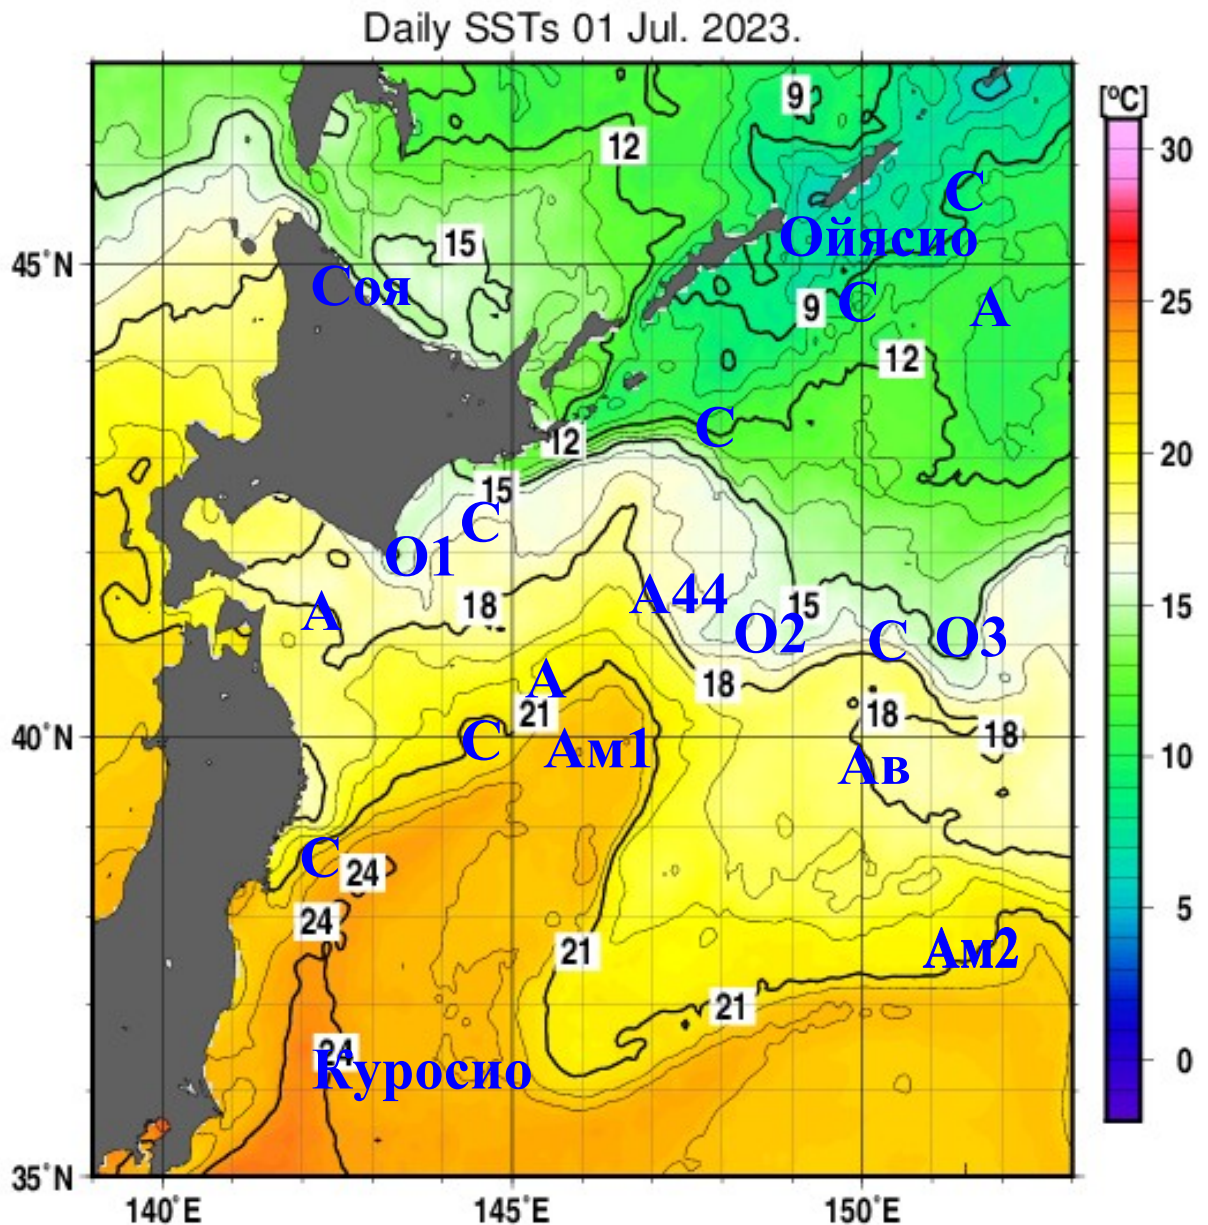 Daily SSTs 01 Jul. 2023.
[ºC]
9
30
12
С
Ойясио
15
45˚N
Соя
9
С
А
25
12
С
12
20
15
С
О1
А44
15
18
А
О2
С
О3
15
А
18
21
18
18
40˚N
С
Ам1
Ав
10
С
24
24
5
21
Ам2
21
24
Куросио
0
35˚N
140˚E
145˚E
150˚E